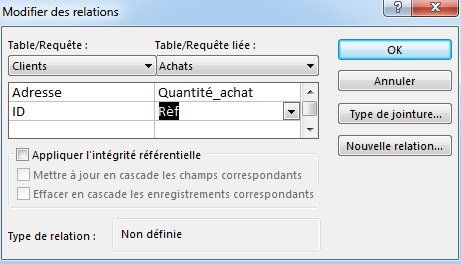 Modifier des relations
Table/Requête : Table/Requête liée :
Clients Achats
OK
Adresse Quantité_achat
Annuler
ID Rèf
Type de jointure...
Nouvelle relation...
Appliquer l'intégrité référentielle
Mettre à jour en cascade les champs correspondants
Effacer en cascade les enregistrements correspondants
Type de relation : Non définie